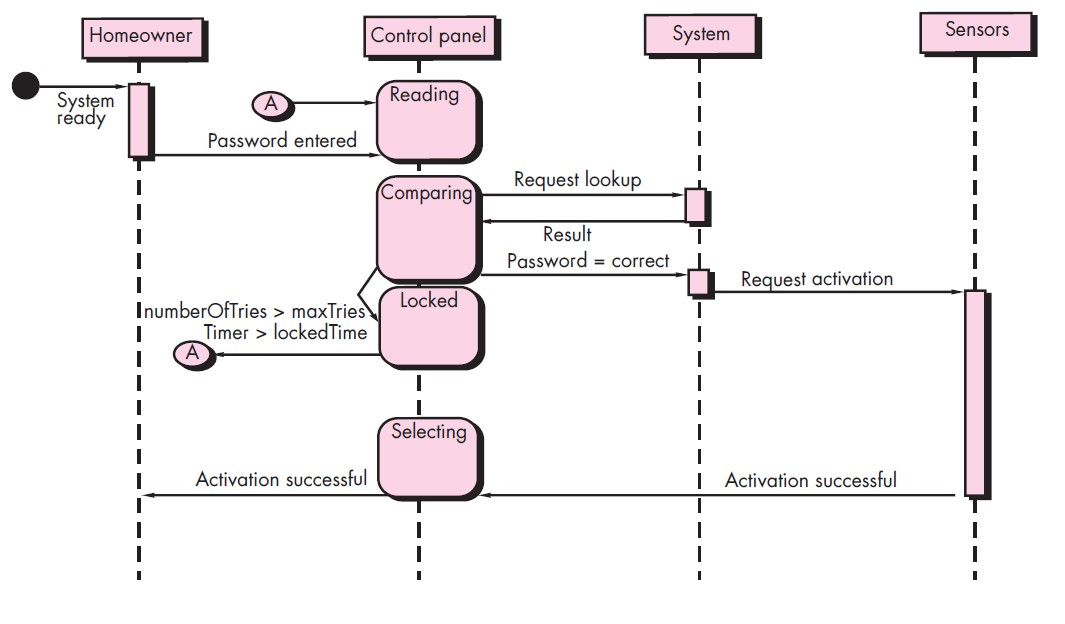 Homeowner
Control panel
System
Sensors
System
ready
A
Reading
Password entered
Comparing
Request lookup
Result
Password = correct
Request activation
Locked
numberOfTries > maxTries
Timer > lockedTime
A
Selecting
Activation successful
Activation successful